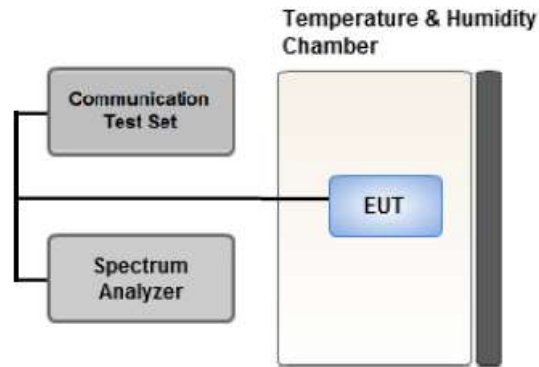 Temperature & Humidity
Chamber
Communication
Test Set
EUT
Spectrum
Analyzer